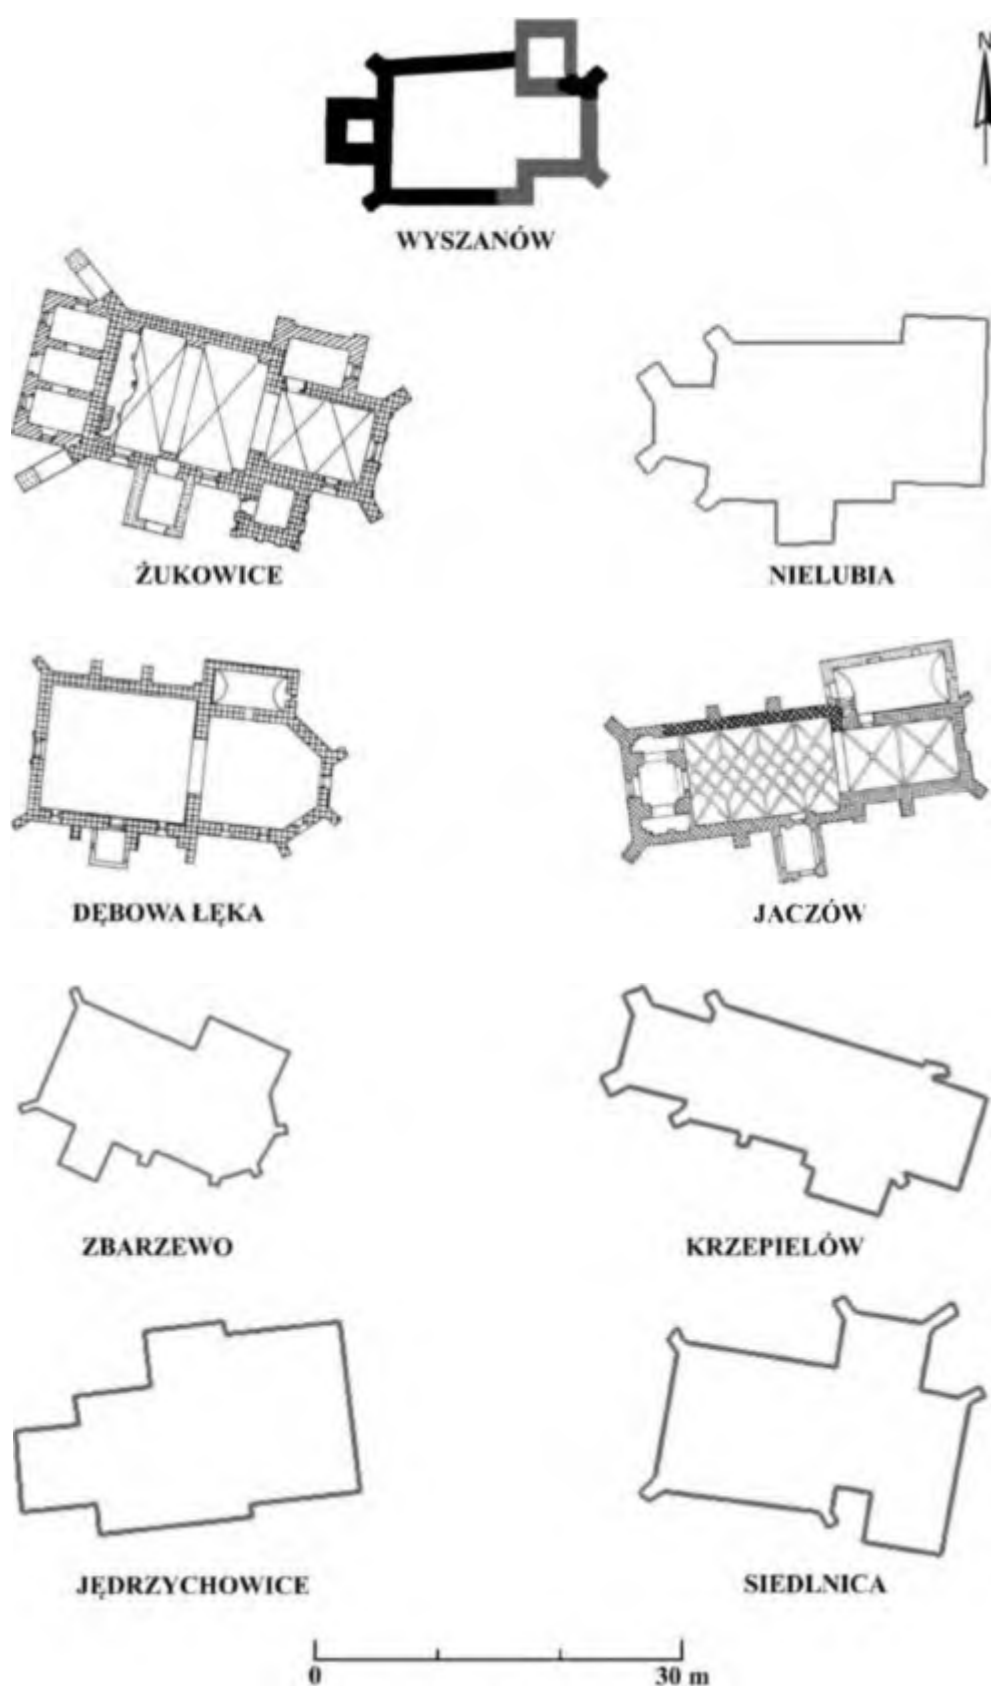 N
WYSZANÓW
ŻUKOWICE
NIELUBIA
DĘBOWA ŁĘKA
JACZÓW
ZBARZEWO
KRZEPIELÓW
JĘDRZYCHOWICE
SIEDLNICA
0 30 m